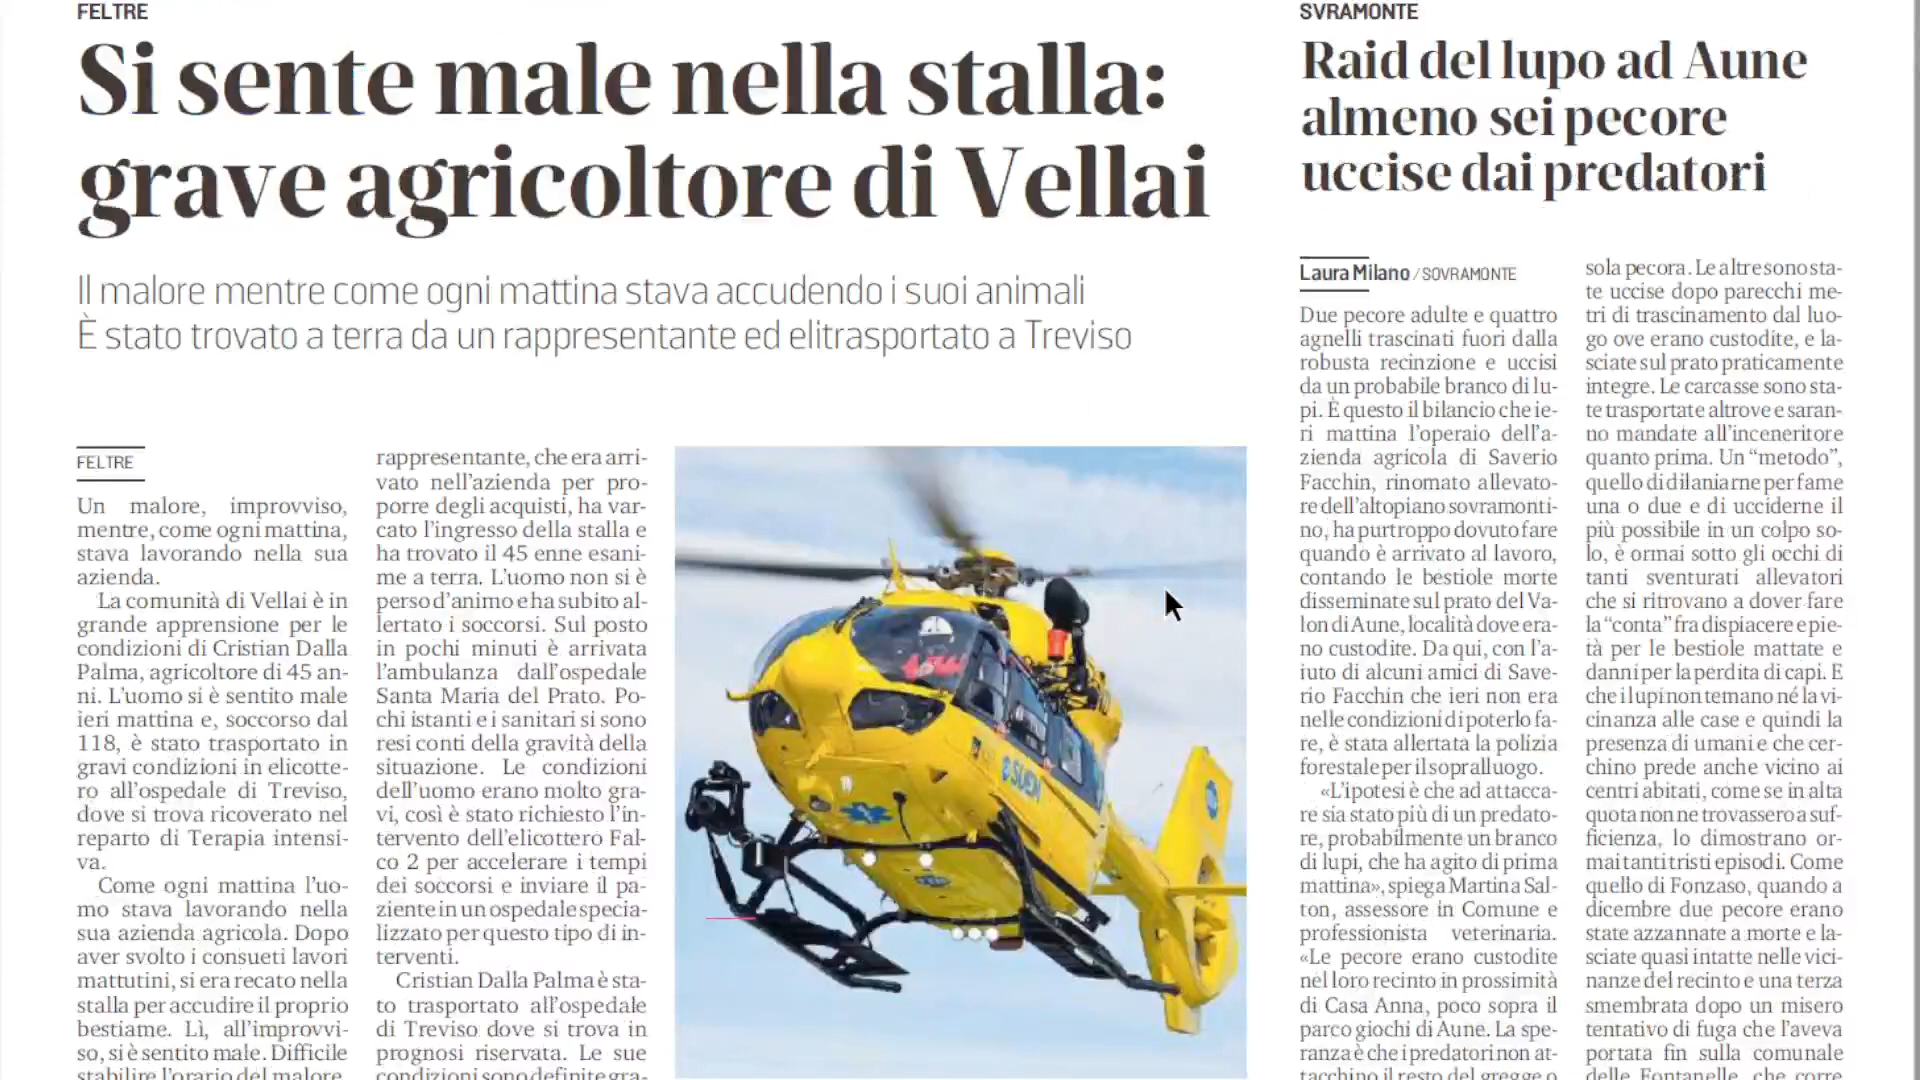 FELTRE
Si sente male nella stalla:
grave agricoltore di Vellai
Il malore mentre come ogni mattina stava accudendo i suoi animali
È stato trovato a terra da un rappresentante ed elitrasportato a Treviso
FELTRE
Un malore, improvviso,
mentre, come ogni mattina,
stava lavorando nella sua
azienda.
La comunità di Vellai è in
grande apprensione per le
condizioni di Cristian Dalla
Palma, agricoltore di 45 an-
ni. L'uomo si è sentito male
ieri mattina e, soccorso dal
118, è stato trasportato in
gravi condizioni in elicotte-
ro all'ospedale di Treviso,
dove si trova ricoverato nel
reparto di Terapia intensi-
va.
Come ogni mattina l'uo-
mo stava lavorando nella
sua azienda agricola. Dopo
aver svolto i consueti lavori
mattutini, si era recato nella
stalla per accudire il proprio
bestiame. Lì, all'improvvi-
so, si è sentito male. Difficile
stabilire l'orario del malore.
rappresentante, che era arri-
vato nell'azienda per pro-
porre degli acquisti, ha var-
cato l'ingresso della stalla e
ha trovato il 45 enne esani-
me a terra. L'uomo non si è
perso d'animo e ha subito al-
lertato i soccorsi. Sul posto
in pochi minuti è arrivata
l'ambulanza dall'ospedale
Santa Maria del Prato. Po-
chi istanti e i sanitari si sono
resi conti della gravità della
situazione. Le condizioni
dell'uomo erano molto gra-
vi, così è stato richiesto l'in-
tervento dell'elicottero Fal-
co 2 per accelerare i tempi
dei soccorsi e inviare il pa-
ziente in un ospedale specia-
lizzato per questo tipo di in-
terventi.
Cristian Dalla Palma è sta-
to trasportato all'ospedale
di Treviso dove si trova in
prognosi riservata. Le sue
condizioni sono definite gra-
SUEM
SVRAMONTE
Raid del lupo ad Aune
almeno sei pecore
uccise dai predatori
Laura Milano / SOVRAMONTE
Due pecore adulte e quattro
agnelli trascinati fuori dalla
robusta recinzione e uccisi
da un probabile branco di lu-
pi. È questo il bilancio che ie-
ri mattina l'operaio dell'a-
zienda agricola di Saverio
Facchin, rinomato allevato-
re dell'altopiano sovramonti-
no, ha purtroppo dovuto fare
quando è arrivato al lavoro,
contando le bestiole morte
disseminate sul prato del Va-
lon di Aune, località dove era-
no custodite. Da qui, con l'a-
iuto di alcuni amici di Save-
rio Facchin che ieri non era
nelle condizioni di poterlo fa-
re, è stata allertata la polizia
forestale per il sopralluogo.
«L'ipotesi è che ad attacca-
re sia stato più di un predato-
re, probabilmente un branco
di lupi, che ha agito di prima
mattina», spiega Martina Sal-
ton, assessore in Comune e
professionista veterinaria.
«Le pecore erano custodite
nel loro recinto in prossimità
di Casa Anna, poco sopra il
parco giochi di Aune. La spe-
ranza è che i predatori non at-
tacchino il resto del gregge o
sola pecora. Le altre sono sta-
te uccise dopo parecchi me-
tri di trascinamento dal luo-
go ove erano custodite, e la-
sciate sul prato praticamente
integre. Le carcasse sono sta-
te trasportate altrove e saran-
no mandate all'inceneritore
quanto prima. Un “metodo”,
quello di dilaniarne per fame
una o due e di ucciderne il
più possibile in un colpo so-
lo, è ormai sotto gli occhi di
tanti sventurati allevatori
che si ritrovano a dover fare
la “conta” fra dispiacere e pie-
tà per le bestiole mattate e
danni per la perdita di capi. E
che i lupi non temano né la vi-
cinanza alle case e quindi la
presenza di umani e che cer-
chino prede anche vicino ai
centri abitati, come se in alta
quota non ne trovassero a suf-
ficienza, lo dimostrano or-
mai tanti tristi episodi. Come
quello di Fonzaso, quando a
dicembre due pecore erano
state azzannate a morte e la-
sciate quasi intatte nelle vici-
nanze del recinto e una terza
smembrata dopo un misero
tentativo di fuga che l'aveva
portata fin sulla comunale
delle Fontanelle, che corre